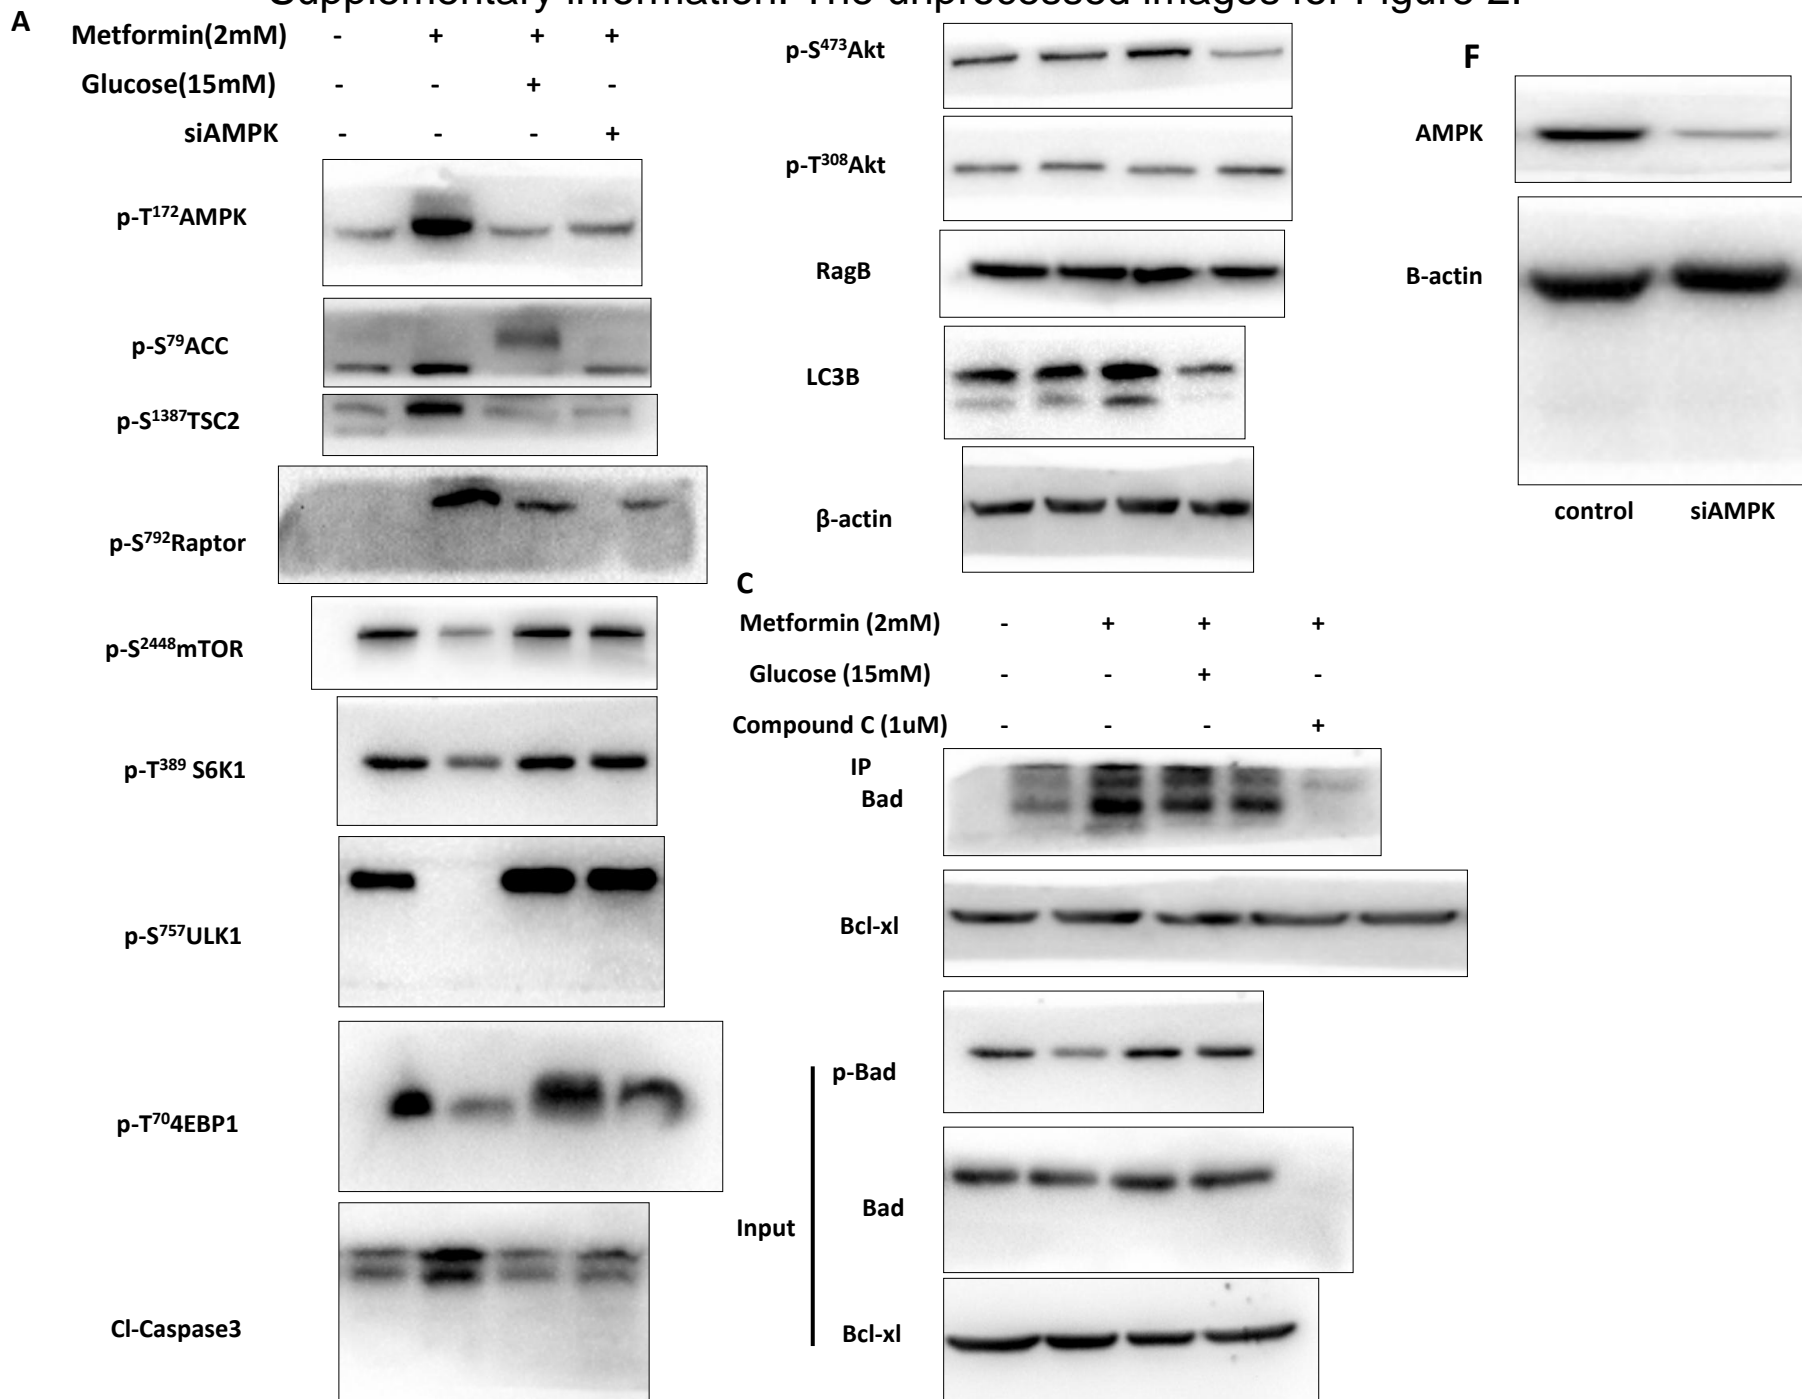 Supplementary information: The unprocessed images for Figure 2.
A
Metformin(2mM) - + + +
Glucose(15mM) - - + -
siAMPK - - - +
p-T172AMPK
p-S79ACC
p-S1387TSC2
p-S792Raptor
p-S2448mTOR
p-T389 S6K1
p-S757ULK1
p-T704EBP1
Cl-Caspase3
p-S473Akt
p-T308Akt
RagB
LC3B
β-actin
C
Metformin (2mM) - + + +
Glucose (15mM) - - + -
Compound C (1uM) - - - +
IP
Bad
Bcl-xl
p-Bad
Bad
Input
Bcl-xl
F
AMPK
B-actin
control siAMPK